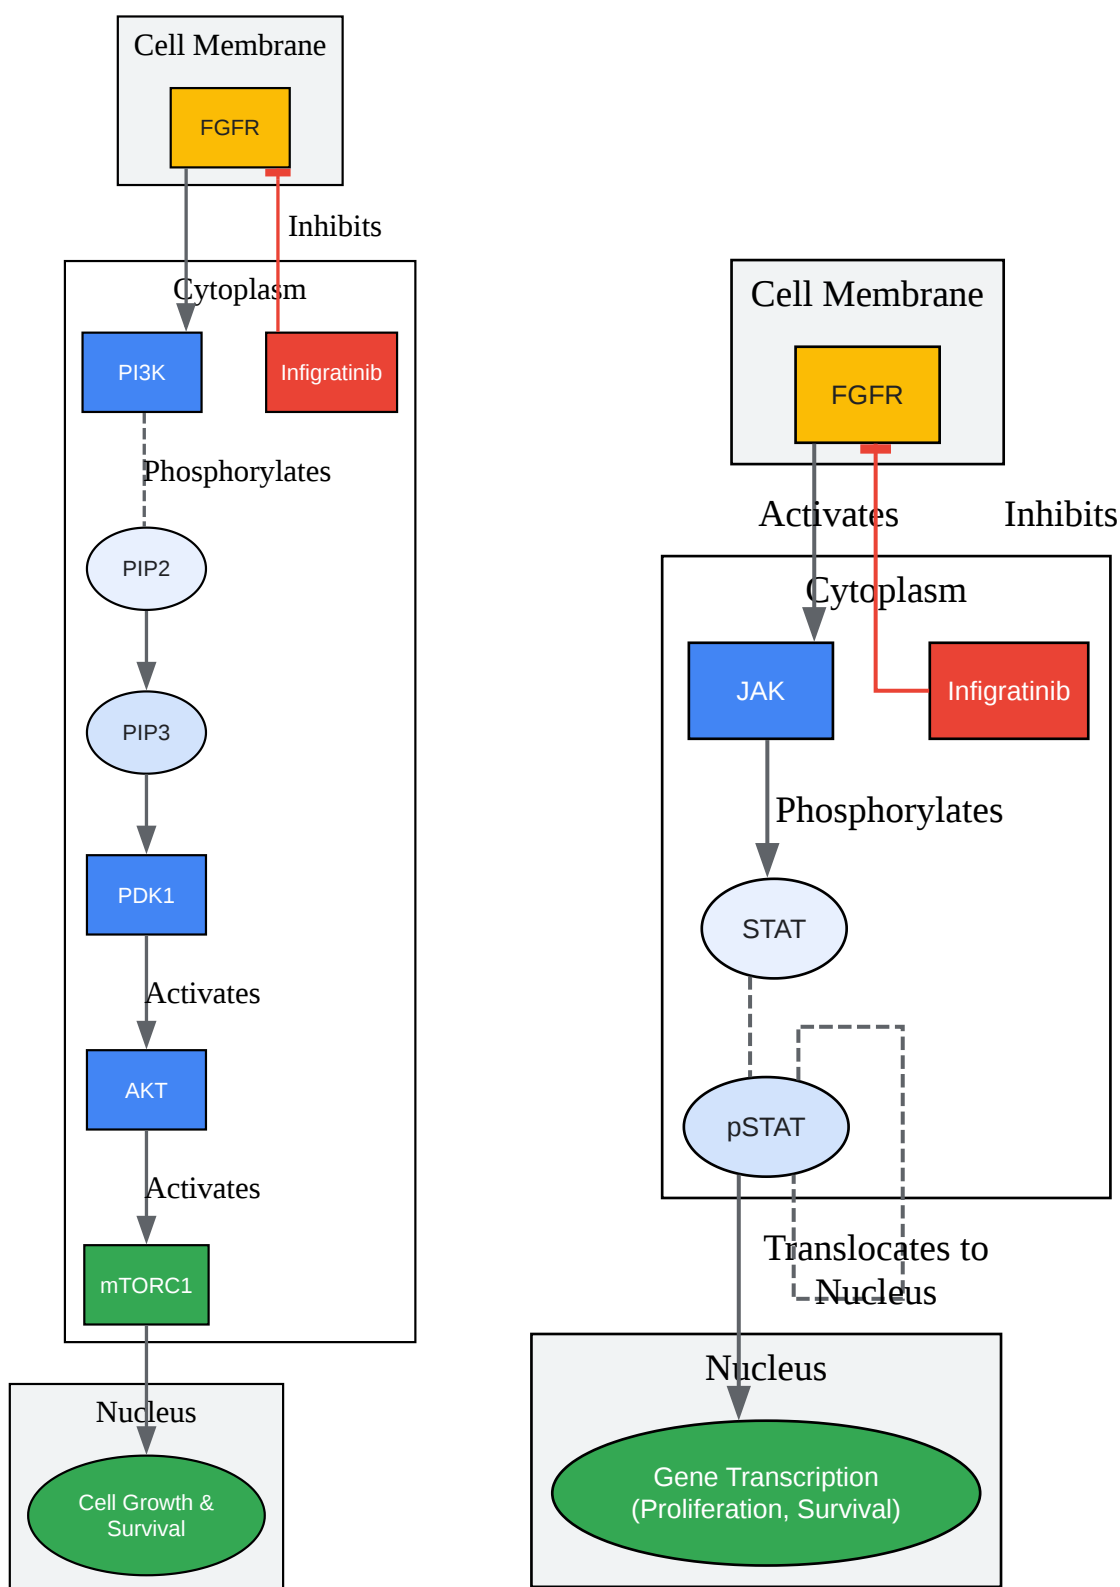 Cell Membrane
FGFR
Inhibits
Cytoplasm
PI3K
Infigratinib
Phosphorylates
PIP2
PIP3
PDK1
Activates
AKT
Activates
mTORC1
Nucleus
Cell Growth &
Survival
Cell Membrane
FGFR
Activates
Inhibits
Cytoplasm
JAK
Infigratinib
Phosphorylates
STAT
pSTAT
Translocates to
Nucleus
Nucleus
Gene Transcription
(Proliferation, Survival)